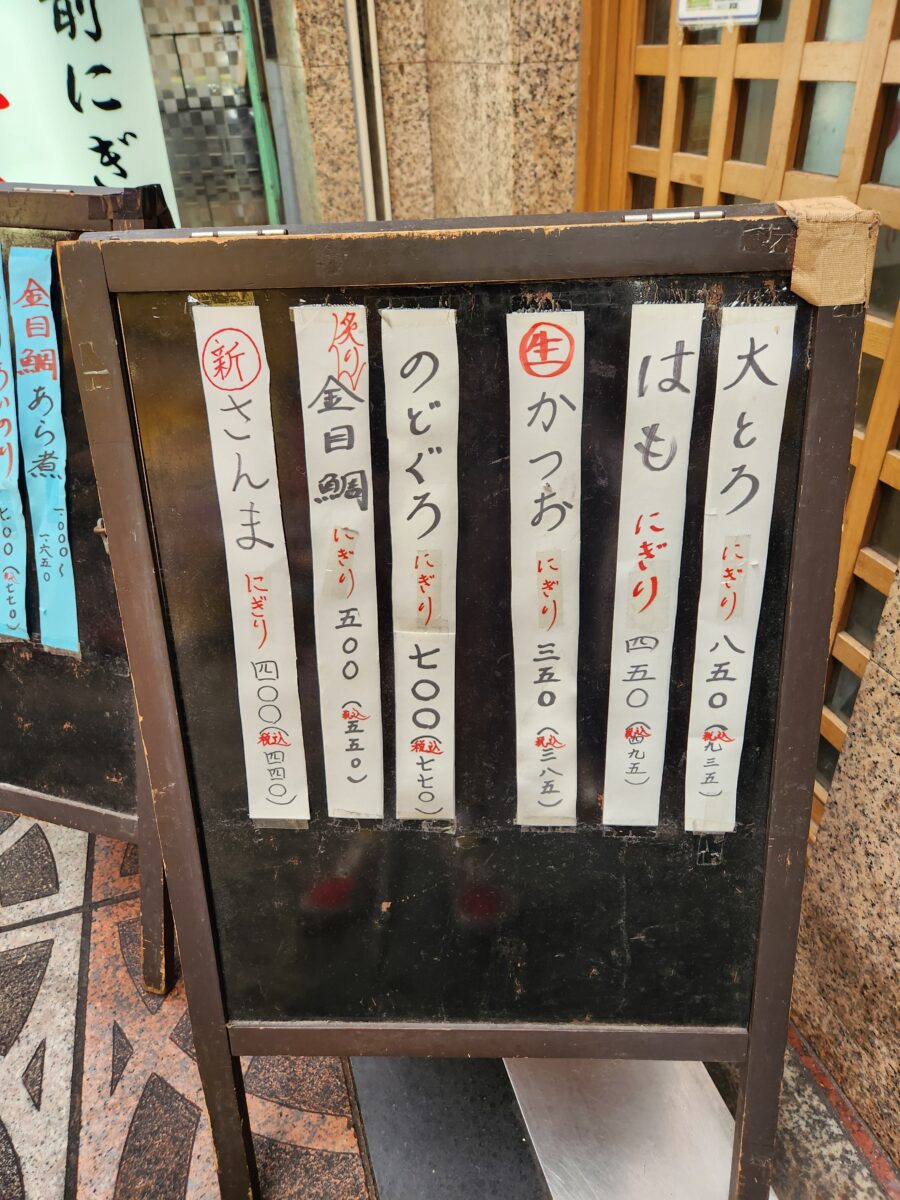 大とろ にぎり 八五〇 (税込九三五)
はも にぎり 四五〇 (税込四九五)
生 かつお にぎり 三五〇 (税込三八五)
のどぐろ にぎり 七〇〇 (税込七七〇)
炙り 金目鯛 にぎり 五〇〇 (税込五五〇)
新 さんま にぎり 四〇〇 (税込四四〇)
前にぎ
金目鯛あら煮 一、〇〇〇〜
一、六五〇
七〇〇 (税七七〇)